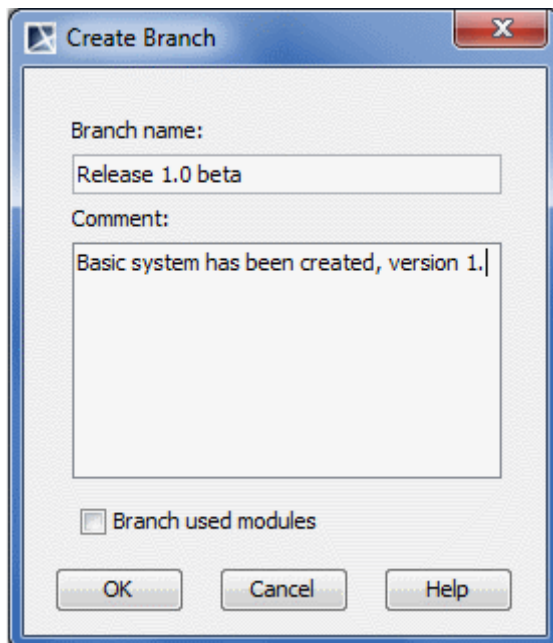 Create Branch
Branch name:
Release 1.0 beta
Comment:
Basic system has been created, version 1.
Branch used modules
OK Cancel Help